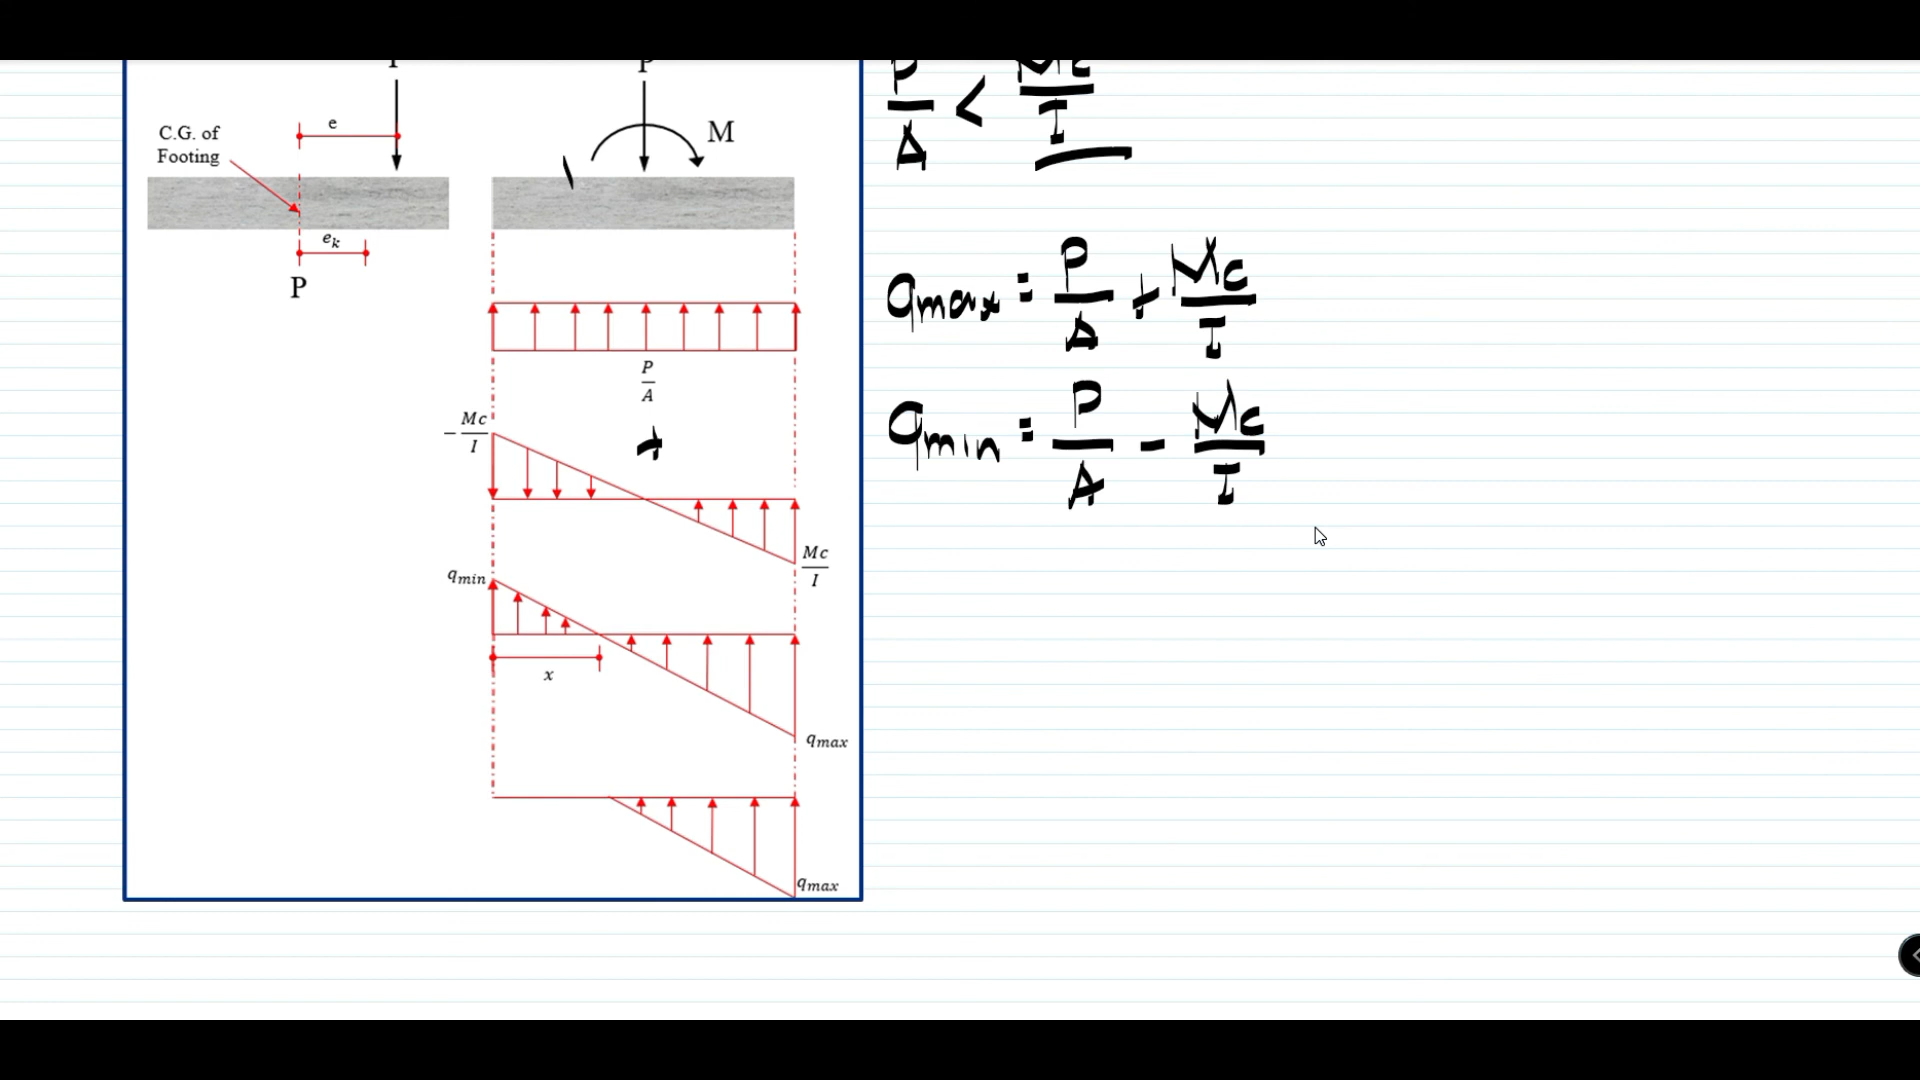 P
M
e
C.G. of
Footing
e_k
P
P/A
-Mc/I
+
Mc/I
q_min
x
q_max
q_max
P/A < Mc/I
q_max = P/A + Mc/I
q_min = P/A - Mc/I